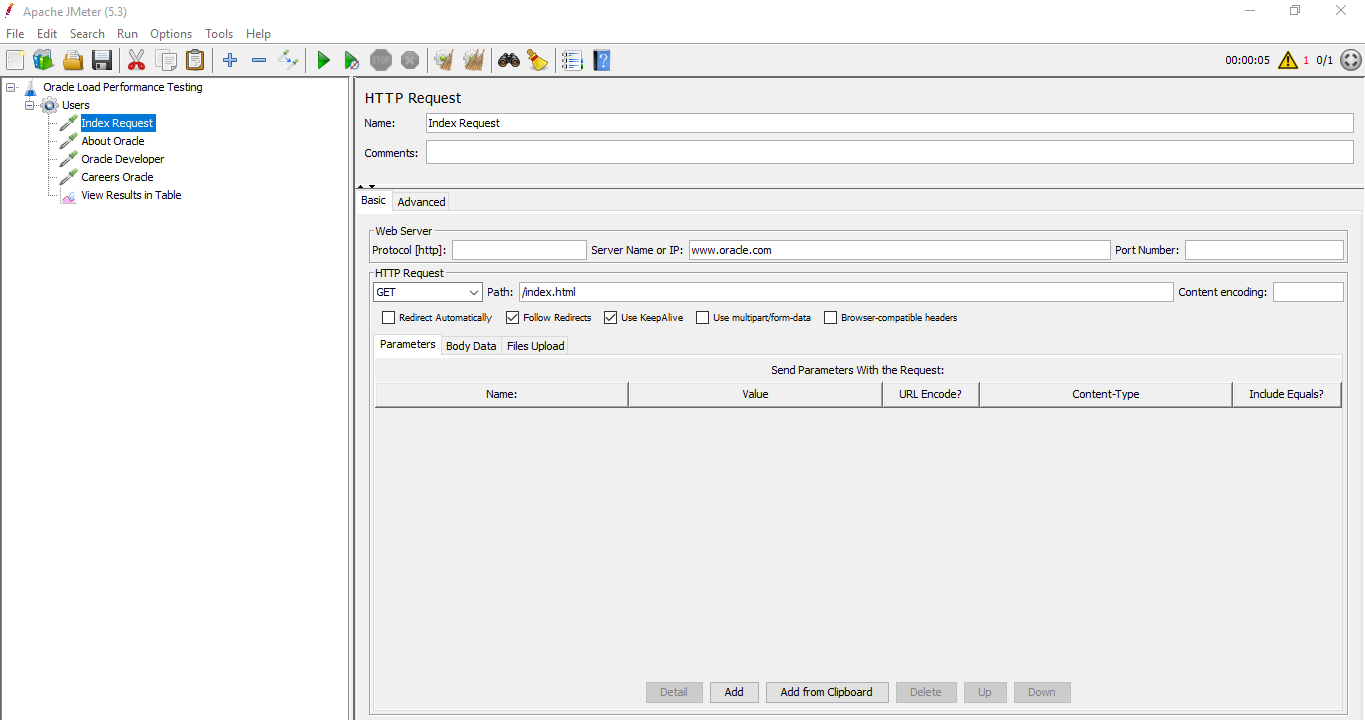 Apache JMeter (5.3)
File Edit Search Run Options Tools Help
STOP 00:00:05 1 0/1
Oracle Load Performance Testing
Users
Index Request
About Oracle
Oracle Developer
Careers Oracle
View Results in Table
HTTP Request
Name: Index Request
Comments:
Basic Advanced
Web Server
Protocol [http]: Server Name or IP: www.oracle.com Port Number:
HTTP Request
GET Path: /index.html Content encoding:
Redirect Automatically Follow Redirects Use KeepAlive Use multipart/form-data Browser-compatible headers
Parameters Body Data Files Upload
Send Parameters With the Request:
Name: Value URL Encode? Content-Type Include Equals?
Detail Add Add from Clipboard Delete Up Down